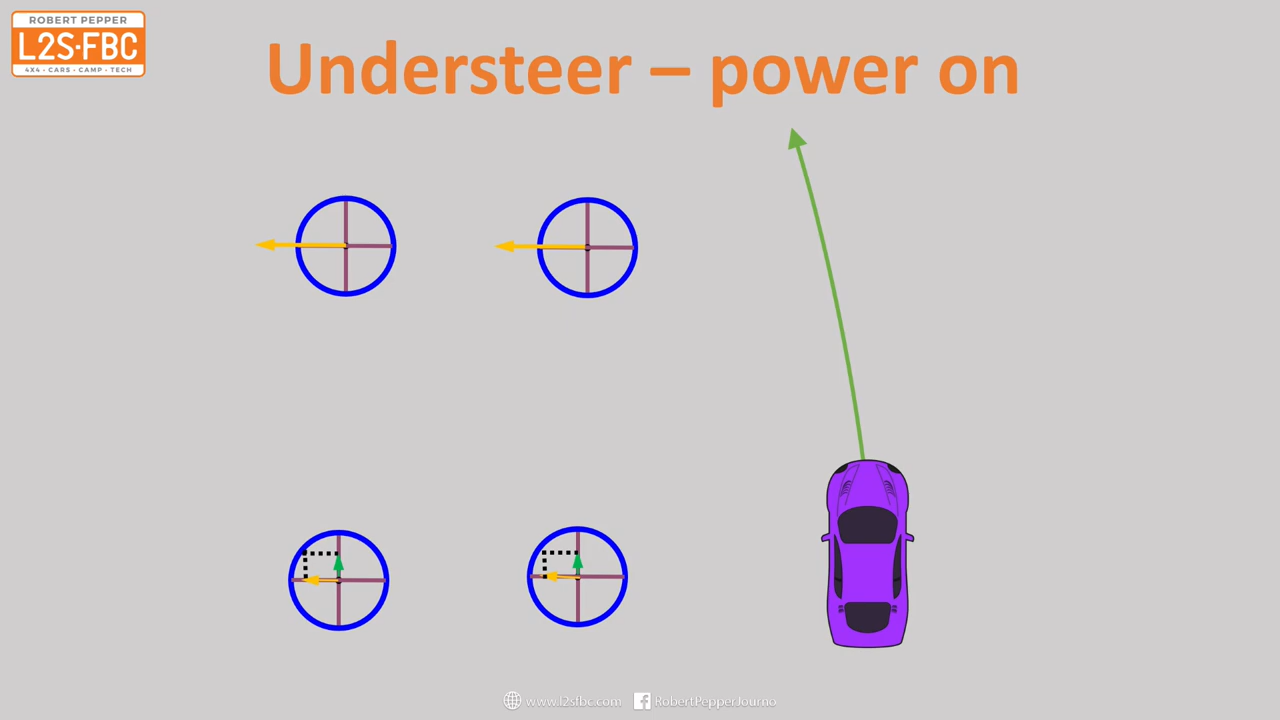 ROBERT PEPPER
L2S·FBC
4X4 · CARS · CAMP · TECH
Understeer – power on
www.l2sfbc.com RobertPepperJourno